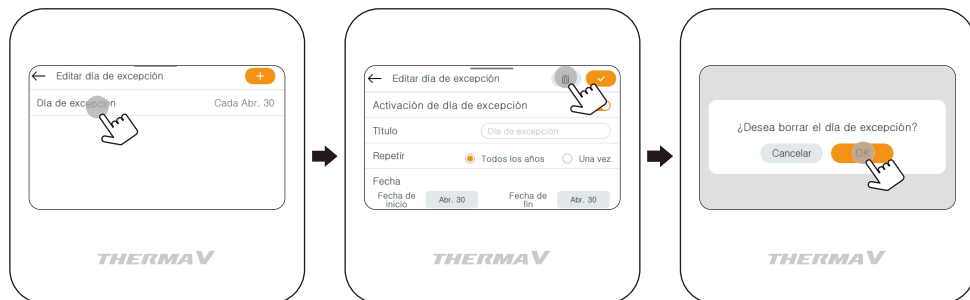 Editar día de excepción
+
Día de excepción Cada Abr. 30
THERMAV
Editar día de excepción
Activación de día de excepción
Título Día de excepción
Repetir Todos los años Una vez
Fecha
Fecha de inicio Abr. 30 Fecha de fin Abr. 30
THERMAV
¿Desea borrar el día de excepción?
Cancelar OK
THERMAV